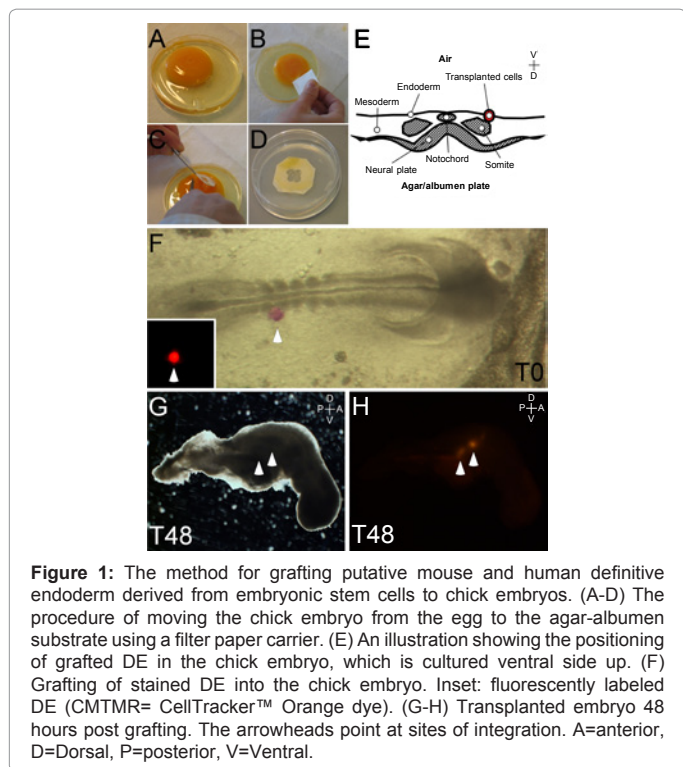 A
B
E
Air
V
D
Transplanted cells
Endoderm
Mesoderm
C
D
Neural plate
Notochord
Somite
Agar/albumen plate
F
T0
G
D
P A
V
T48
H
D
P A
V
T48
Figure 1: The method for grafting putative mouse and human definitive
endoderm derived from embryonic stem cells to chick embryos. (A-D) The
procedure of moving the chick embryo from the egg to the agar-albumen
substrate using a filter paper carrier. (E) An illustration showing the positioning
of grafted DE in the chick embryo, which is cultured ventral side up. (F)
Grafting of stained DE into the chick embryo. Inset: fluorescently labeled
DE (CMTMR= CellTracker™ Orange dye). (G-H) Transplanted embryo 48
hours post grafting. The arrowheads point at sites of integration. A=anterior,
D=Dorsal, P=posterior, V=Ventral.